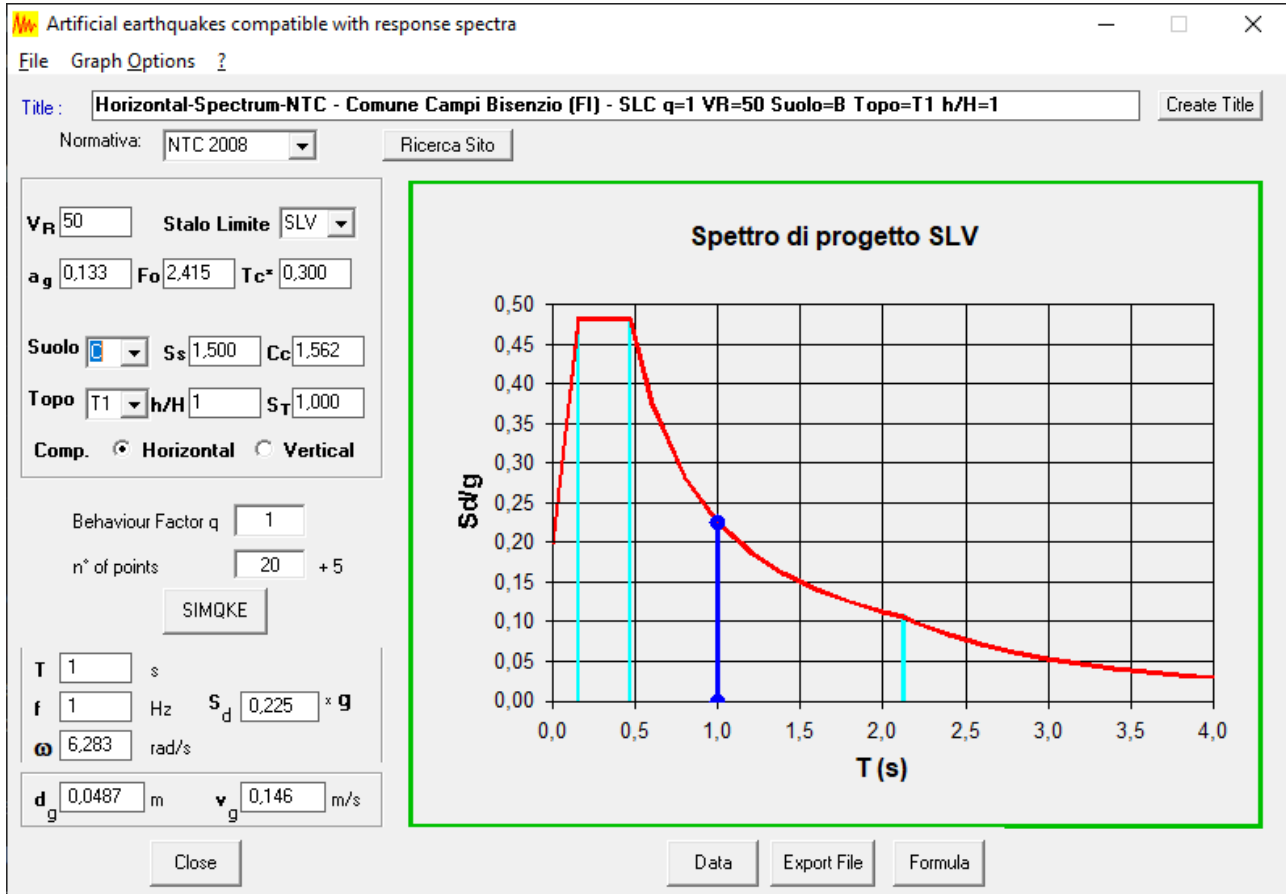 Artificial earthquakes compatible with response spectra
File Graph Options ?
Title : Horizontal-Spectrum-NTC - Comune Campi Bisenzio (FI) - SLC q=1 VR=50 Suolo=B Topo=T1 h/H=1 Create Title
Normativa: NTC 2008 Ricerca Sito
VR 50 Stalo Limite SLV
ag 0,133 Fo 2,415 Tc* 0,300
Suolo C Ss 1,500 Cc 1,562
Topo T1 h/H 1 ST 1,000
Comp. Horizontal Vertical
Behaviour Factor q 1
n° of points 20 + 5
SIMQKE
T 1 s
f 1 Hz Sd 0,225 x g
ω 6,283 rad/s
dg 0,0487 m vg 0,146 m/s
Close
Spettro di progetto SLV
Sd/g
0,50
0,45
0,40
0,35
0,30
0,25
0,20
0,15
0,10
0,05
0,00
0,0 0,5 1,0 1,5 2,0 2,5 3,0 3,5 4,0
T (s)
Data Export File Formula